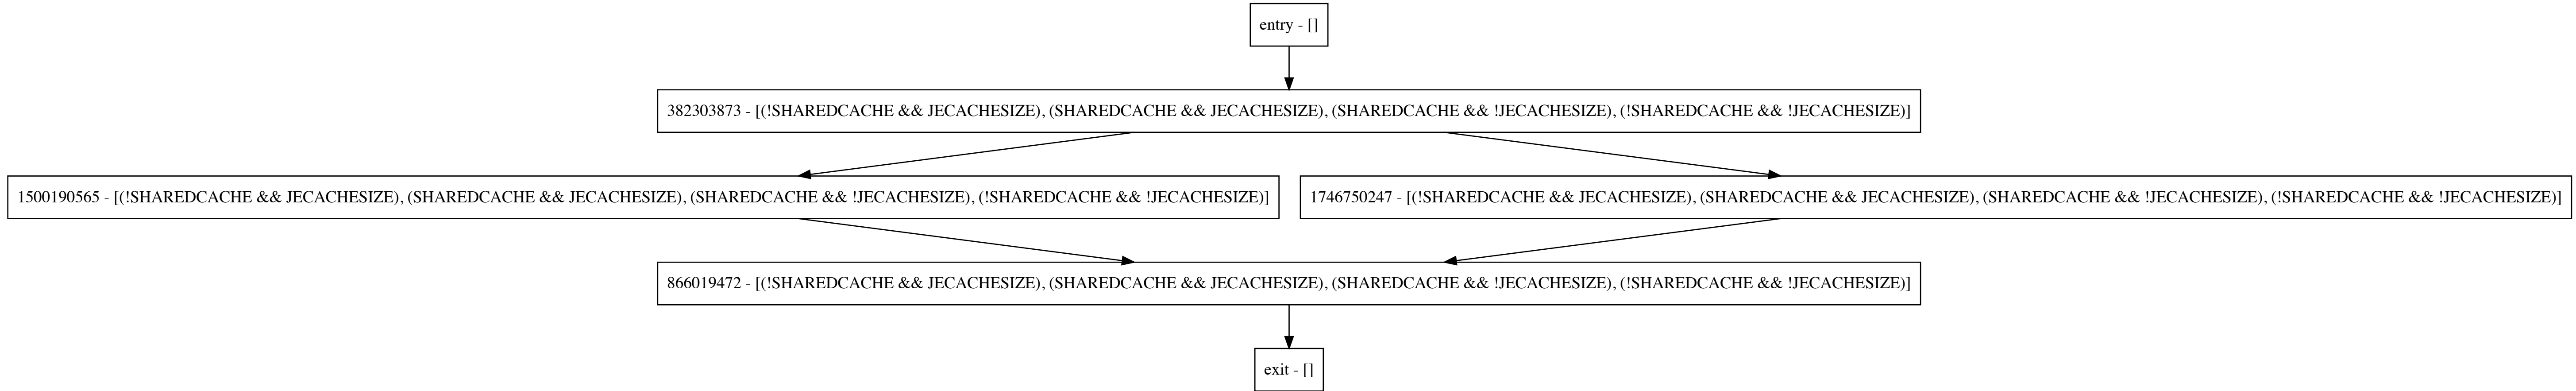 entry - []
382303873 - [(!SHAREDCACHE && JECACHESIZE), (SHAREDCACHE && JECACHESIZE), (SHAREDCACHE && !JECACHESIZE), (!SHAREDCACHE && !JECACHESIZE)]
1500190565 - [(!SHAREDCACHE && JECACHESIZE), (SHAREDCACHE && JECACHESIZE), (SHAREDCACHE && !JECACHESIZE), (!SHAREDCACHE && !JECACHESIZE)]
1746750247 - [(!SHAREDCACHE && JECACHESIZE), (SHAREDCACHE && JECACHESIZE), (SHAREDCACHE && !JECACHESIZE), (!SHAREDCACHE && !JECACHESIZE)]
866019472 - [(!SHAREDCACHE && JECACHESIZE), (SHAREDCACHE && JECACHESIZE), (SHAREDCACHE && !JECACHESIZE), (!SHAREDCACHE && !JECACHESIZE)]
exit - []